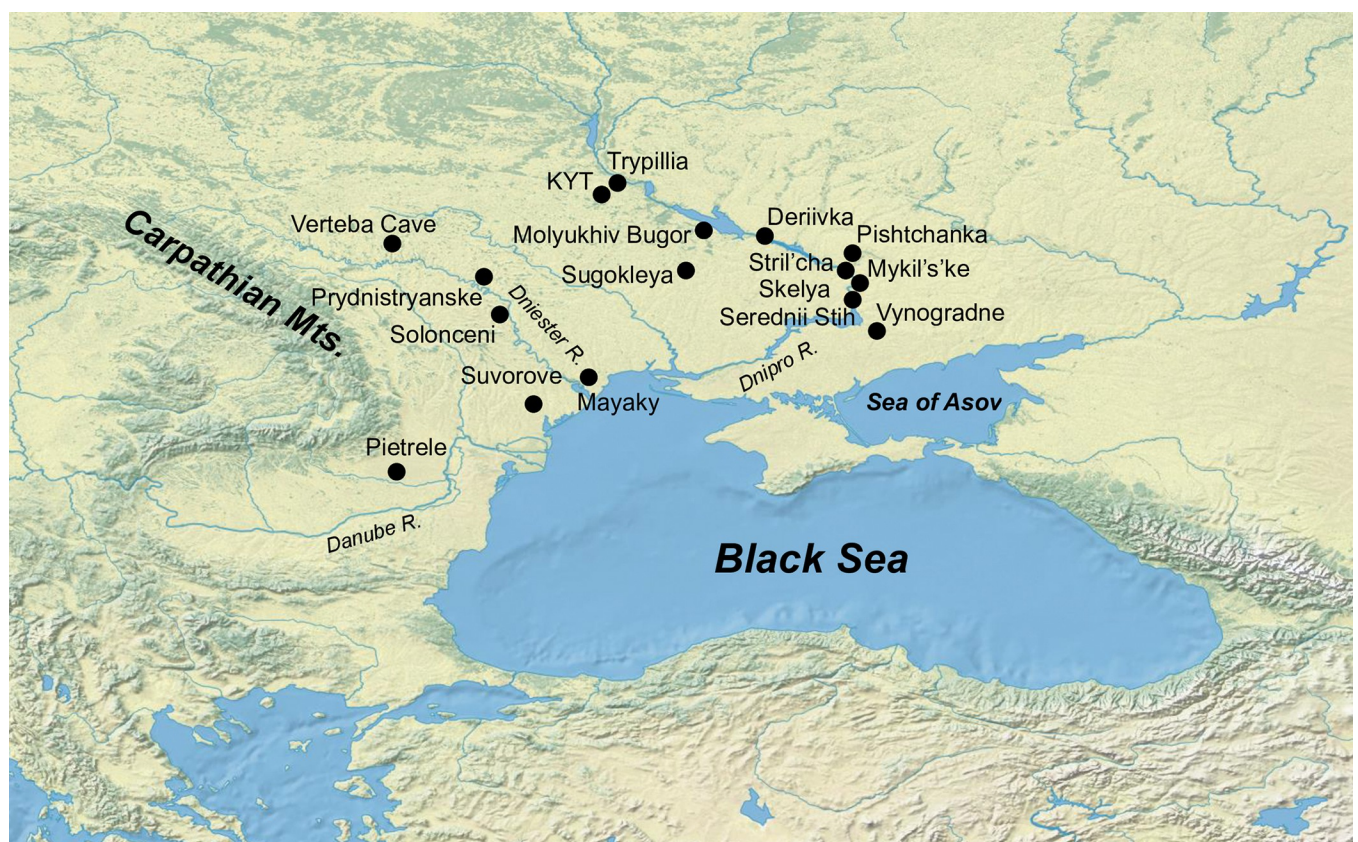 Trypillia
KYT
Verteba Cave
Carpathian Mts.
Molyukhiv Bugor
Deriivka
Pishtchanka
Stril'cha
Skelya
Mykil's'ke
Sugokleya
Prydnistryanske
Solonceni
Dniester R.
Serednii Stih
Vynogradne
Dnipro R.
Suvorove
Mayaky
Sea of Asov
Pietrele
Danube R.
Black Sea